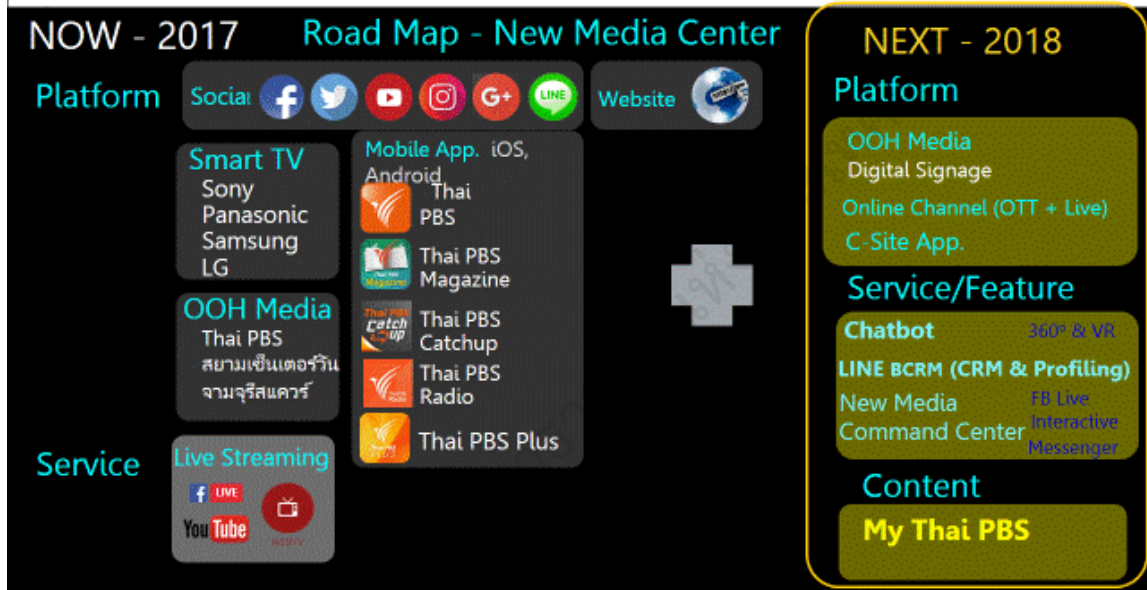 NOW - 2017
Road Map - New Media Center
NEXT - 2018
Platform
Social
G+
LINE
Website
Smart TV
Sony
Panasonic
Samsung
LG
OOH Media
Thai PBS
สยามเซ็นเตอร์วัน
จามจุรีสแควร์
Mobile App. iOS,
Android
Thai
PBS
Thai PBS
Magazine
Thai PBS
Catchup
Thai PBS
Radio
Thai PBS Plus
Service
Live Streaming
LIVE
YouTube
Platform
OOH Media
Digital Signage
Online Channel (OTT + Live)
C-Site App.
Service/Feature
Chatbot
360º & VR
LINE BCRM (CRM & Profiling)
New Media
Command Center
FB Live
Interactive
Messenger
Content
My Thai PBS